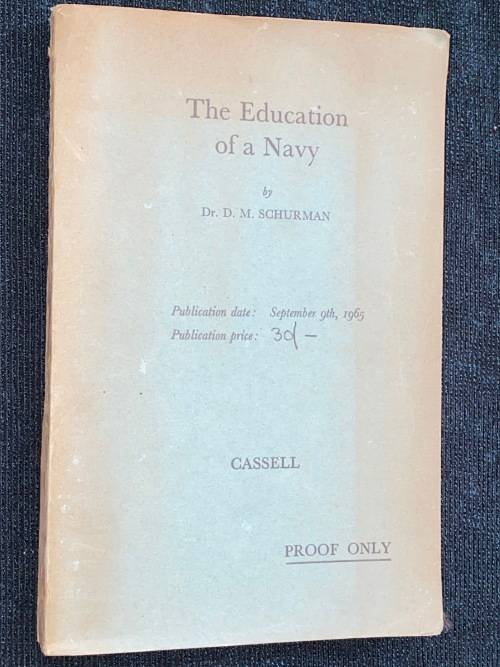 The Education
of a Navy
by
Dr. D. M. SCHURMAN
Publication date: September 9th, 1965
Publication price: 30/-
CASSELL
PROOF ONLY